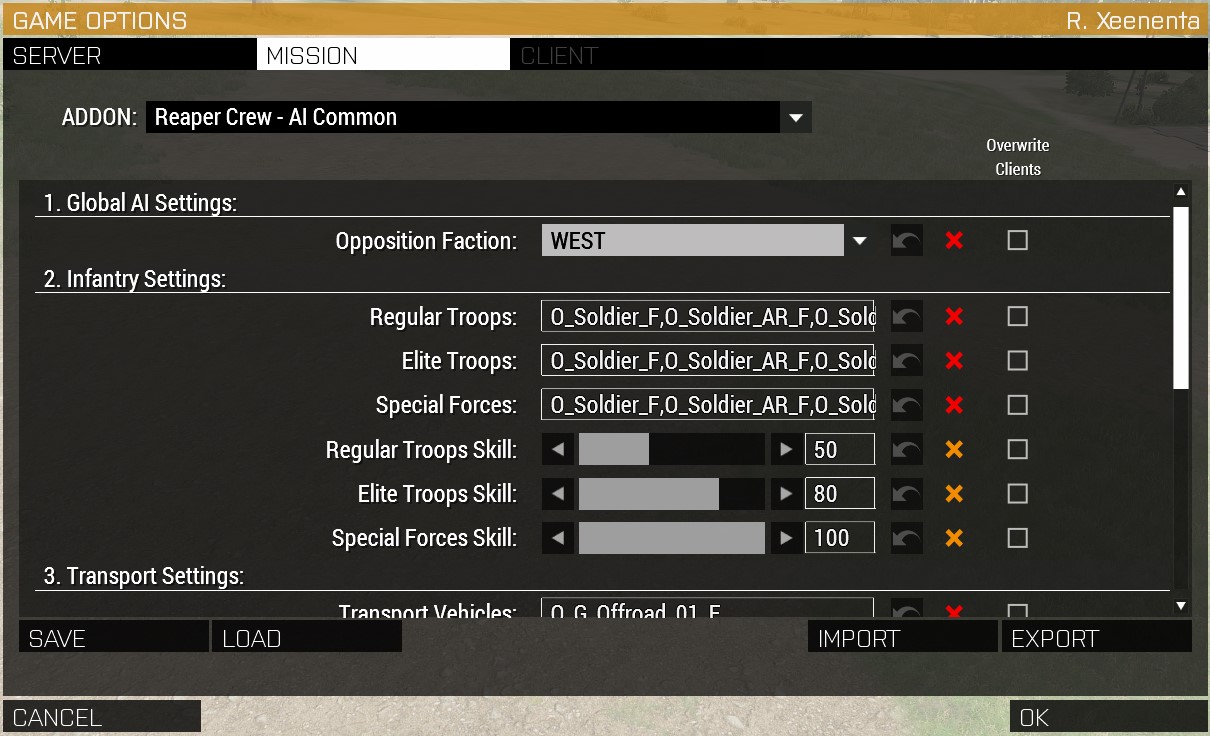 GAME OPTIONS R. Xeenenta
SERVER MISSION CLIENT
ADDON: Reaper Crew - AI Common
Overwrite
Clients
1. Global AI Settings:
Opposition Faction: WEST
2. Infantry Settings:
Regular Troops: O_Soldier_F,O_Soldier_AR_F,O_Sold
Elite Troops: O_Soldier_F,O_Soldier_AR_F,O_Sold
Special Forces: O_Soldier_F,O_Soldier_AR_F,O_Sold
Regular Troops Skill: 50
Elite Troops Skill: 80
Special Forces Skill: 100
3. Transport Settings:
Transport Vehicles: O_G_Offroad_01_F
SAVE LOAD IMPORT EXPORT
CANCEL OK